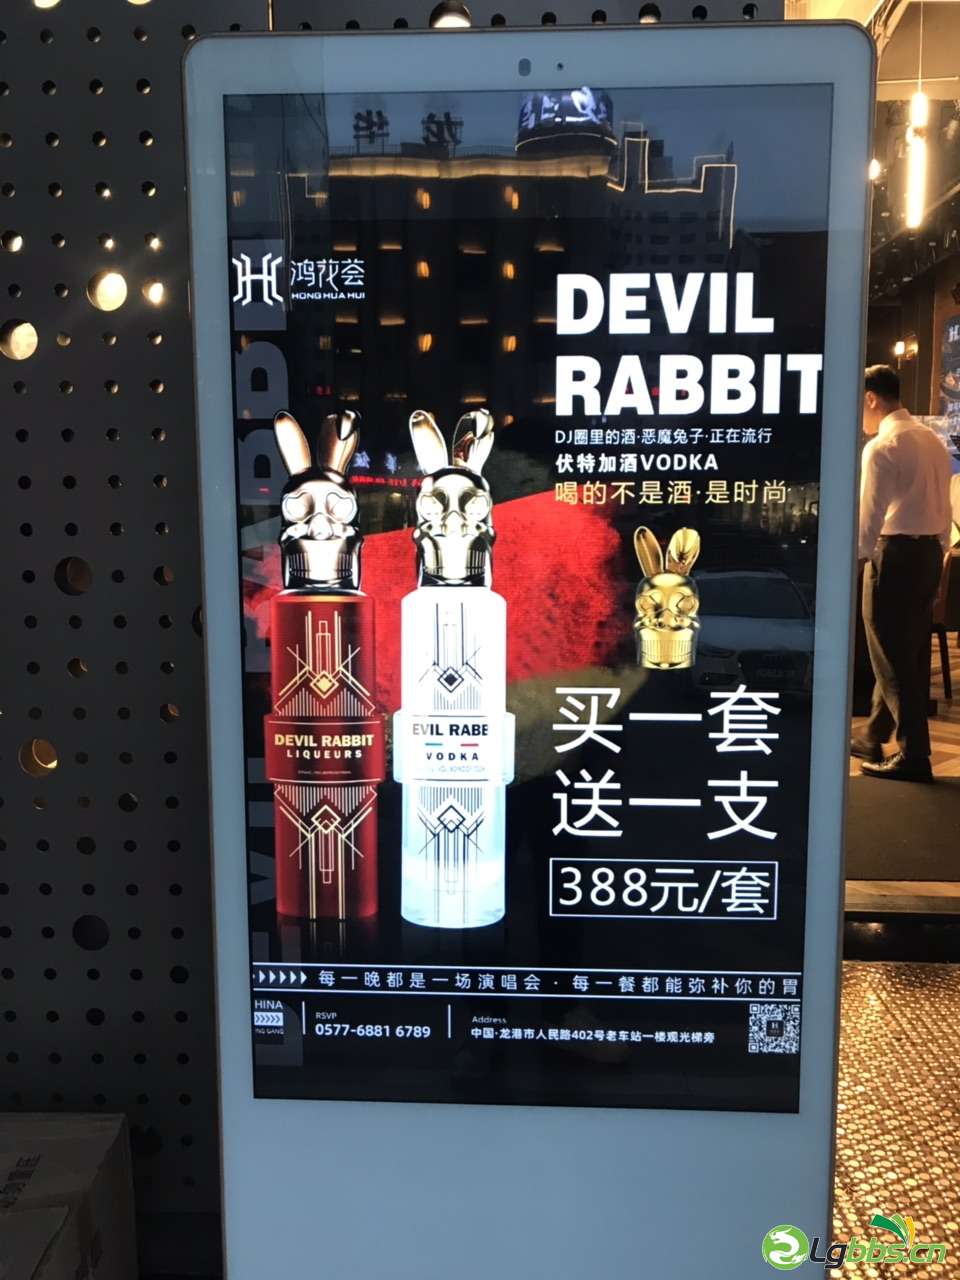 鸿花荟
HONG HUA HUI
DEVIL
RABBIT
DJ圈里的酒·恶魔兔子·正在流行
伏特加酒VODKA
喝的不是酒·是时尚
DEVIL RABBIT
LIQUEURS
EVIL RABB
VODKA
买一套
送一支
388元/套
每一晚都是一场演唱会 · 每一餐都能弥补你的胃
HINA
RSVP
0577-6881 6789
Address
中国·龙港市人民路402号老车站一楼观光梯旁
Lgbbs.cn